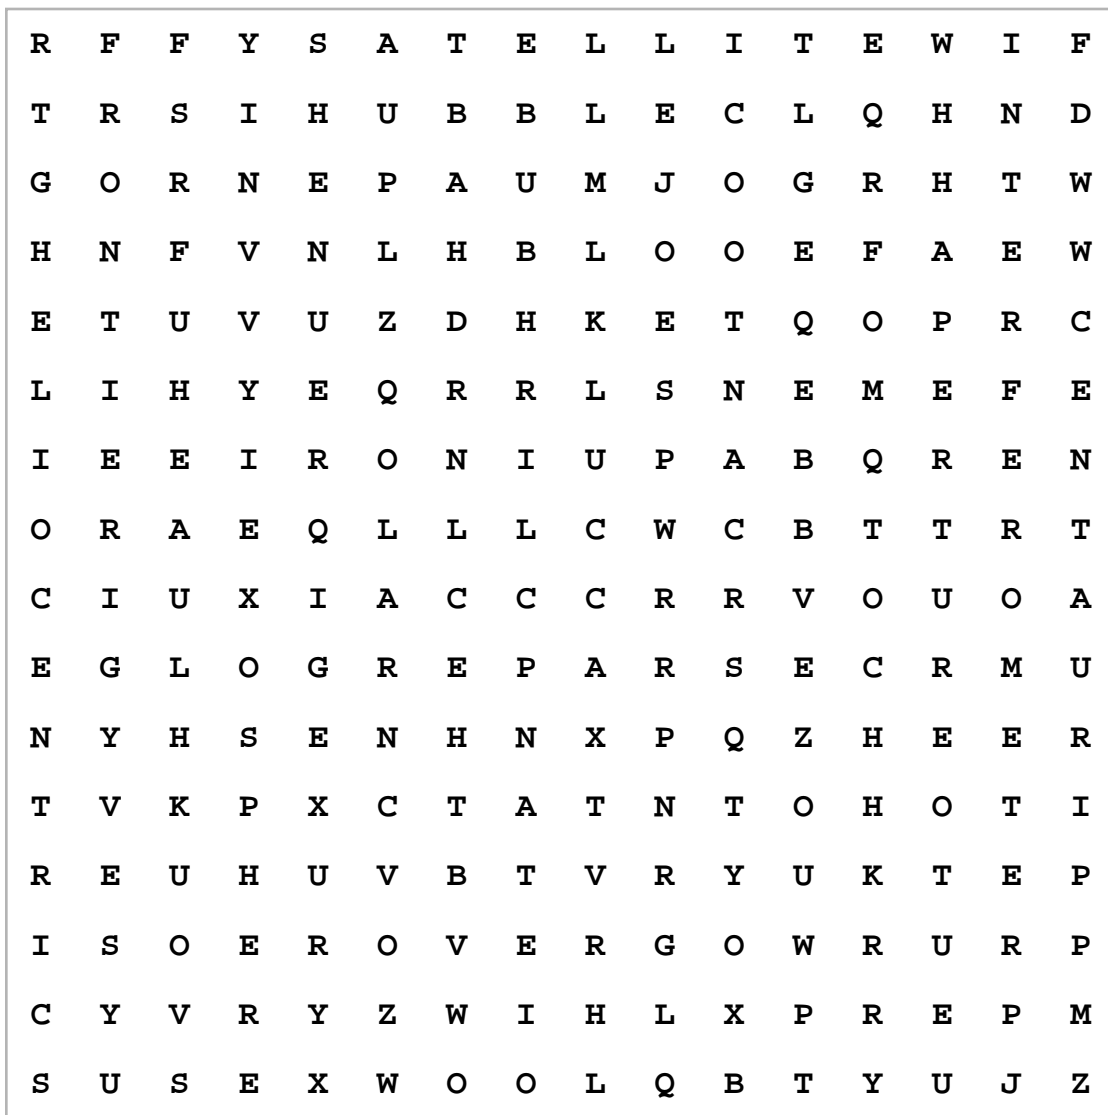 R F F Y S A T E L L I T E W I F
T R S I H U B B L E C L Q H N D
G O R N E P A U M J O G R H T W
H N F V N L H B L O O E F A E W
E T U V U Z D H K E T Q O P R C
L I H Y E Q R R L S N E M E F E
I E E I R O N I U P A B Q R E N
O R A E Q L L L C W C B T T R T
C I U X I A C C C R R V O U O A
E G L O G R E P A R S E C R M U
N Y H S E N H N X P Q Z H E E R
T V K P X C T A T N T O H O T I
R E U H U V B T V R Y U K T E P
I S O E R O V E R G O W R U R P
C Y V R Y Z W I H L X P R E P M
S U S E X W O O L Q B T Y U J Z